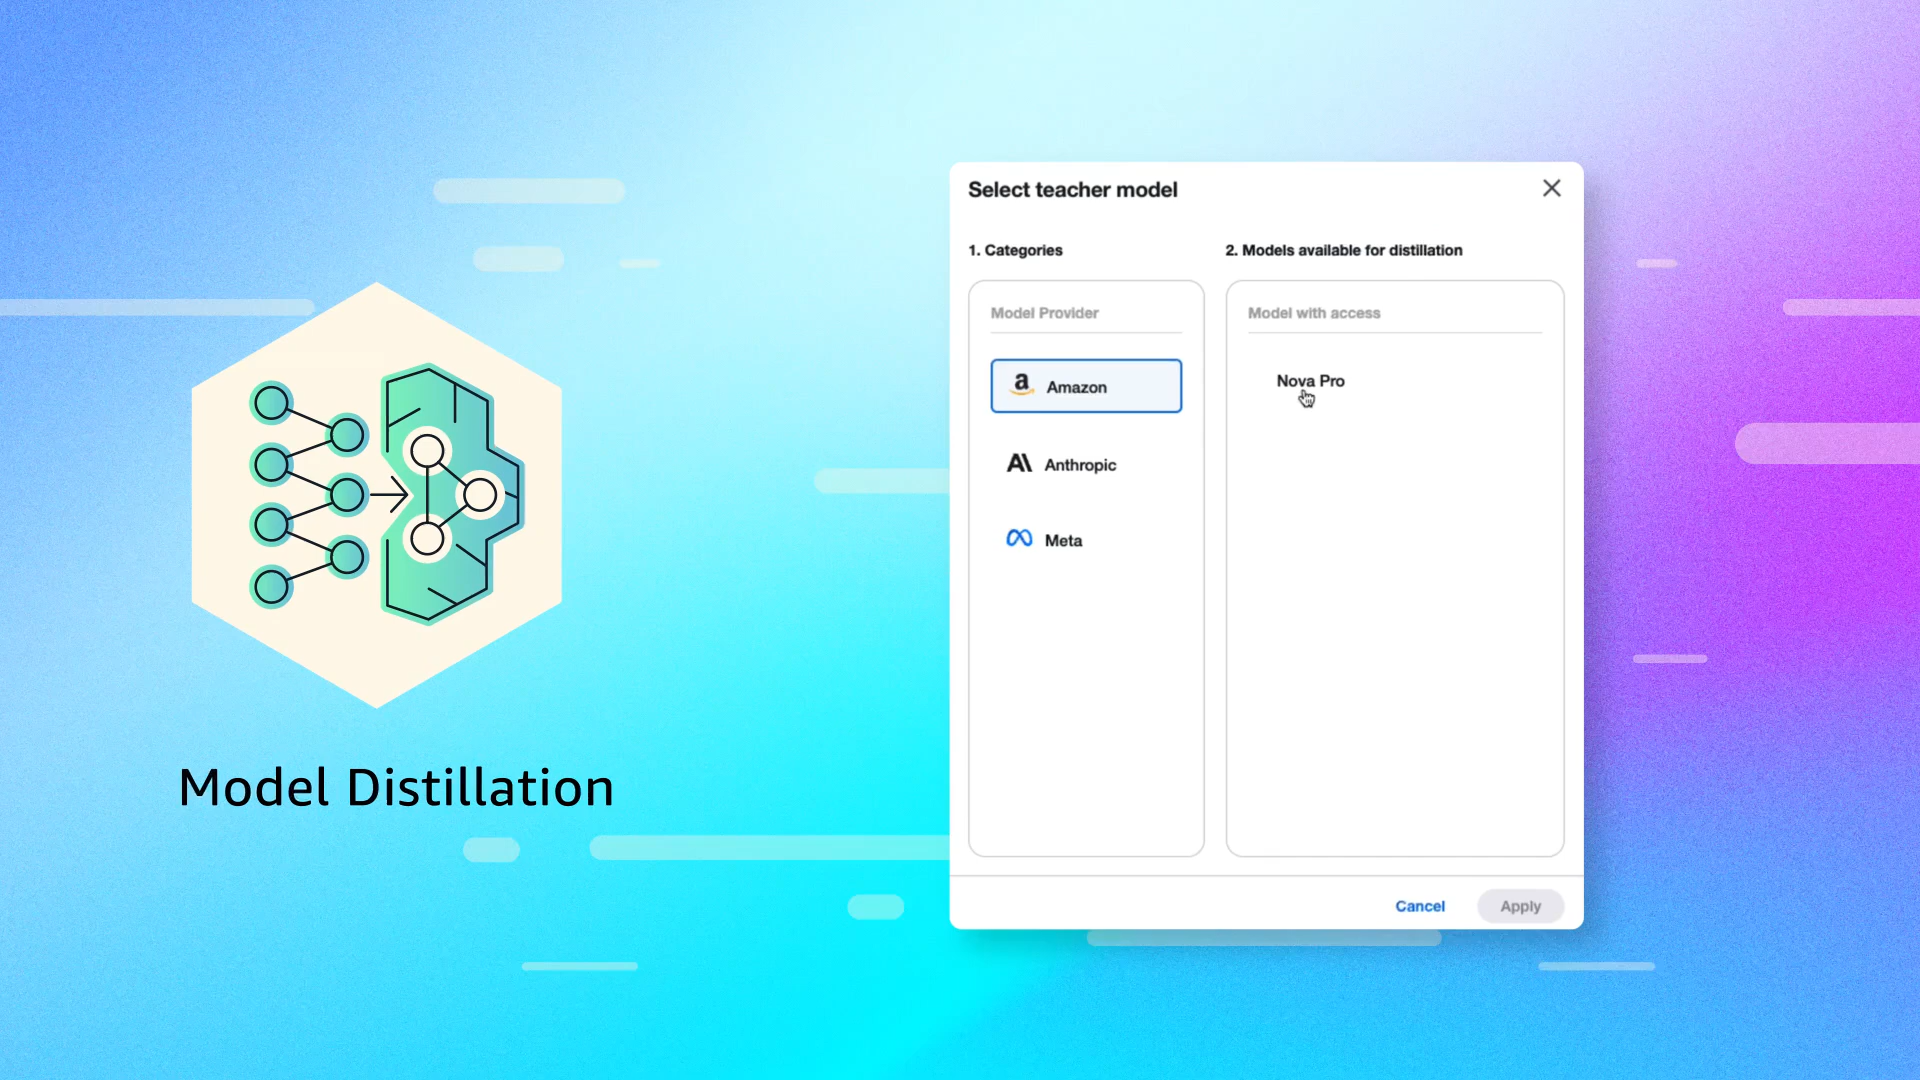 Model Distillation
Select teacher model
1. Categories
2. Models available for distillation
Model Provider
Model with access
Amazon
Nova Pro
Anthropic
Meta
Cancel
Apply